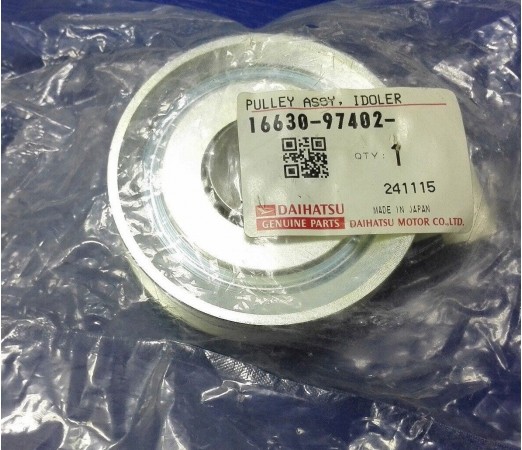 PULLEY ASSY, IDOLER
16630-97402-
QTY: 1
241115
DAIHATSU MADE IN JAPAN
GENUINE PARTS DAIHATSU MOTOR CO.,LTD.